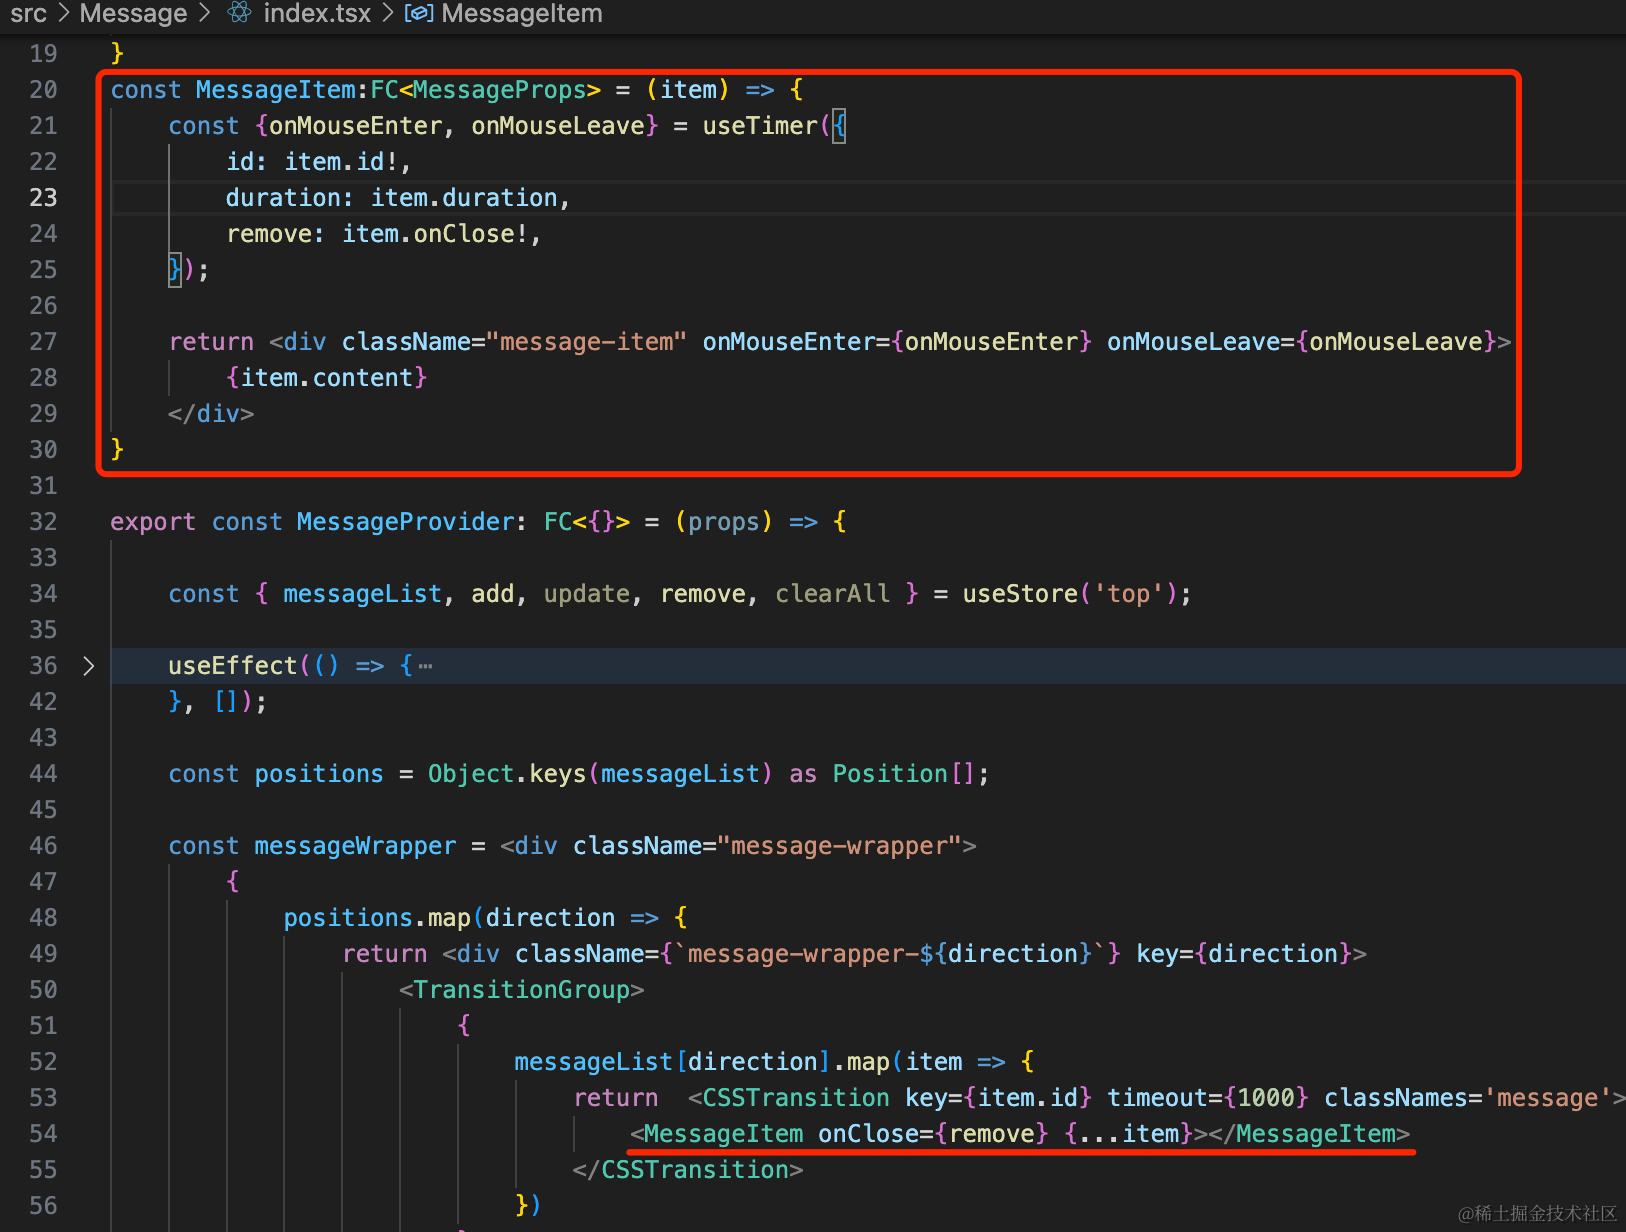 src > Message > index.tsx > MessageItem
19 }
20 const MessageItem:FC<MessageProps> = (item) => {
21     const {onMouseEnter, onMouseLeave} = useTimer({
22         id: item.id!,
23         duration: item.duration,
24         remove: item.onClose!,
25     });
26
27     return <div className="message-item" onMouseEnter={onMouseEnter} onMouseLeave={onMouseLeave}>
28         {item.content}
29     </div>
30 }
31
32 export const MessageProvider: FC<{}> = (props) => {
33
34     const { messageList, add, update, remove, clearAll } = useStore('top');
35
36 >     useEffect(() => {⋯
42     }, []);
43
44     const positions = Object.keys(messageList) as Position[];
45
46     const messageWrapper = <div className="message-wrapper">
47         {
48             positions.map(direction => {
49                 return <div className={`message-wrapper-${direction}`} key={direction}>
50                     <TransitionGroup>
51                         {
52                             messageList[direction].map(item => {
53                                 return  <CSSTransition key={item.id} timeout={1000} classNames='message'>
54                                     <MessageItem onClose={remove} {...item}></MessageItem>
55                                 </CSSTransition>
56                             })
@稀土掘金技术社区